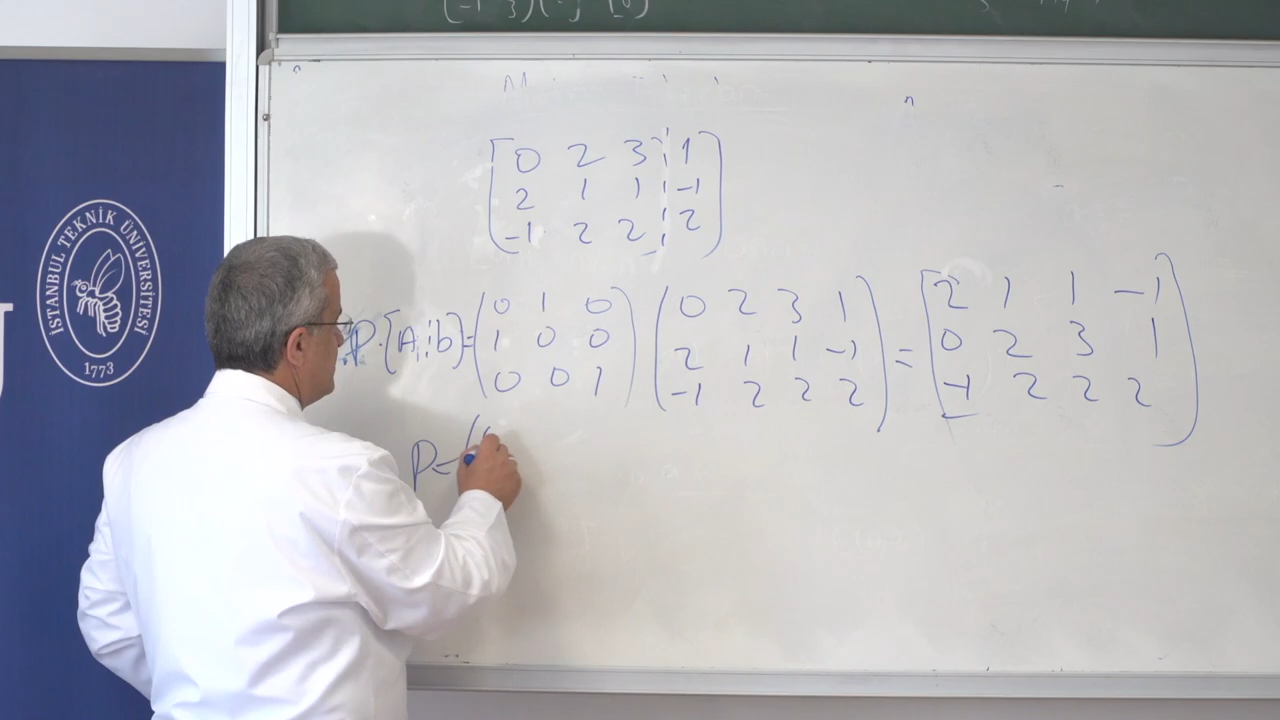 [0 2 3 ¦ 1]
[2 1 1 ¦ -1]
[-1 2 2 ¦ 2]
P·[A¦b]=(0 1 0) (0 2 3 1) = [2 1 1 -1]
(1 0 0) (2 1 1 -1) [0 2 3 1]
(0 0 1) (-1 2 2 2) [-1 2 2 2]
P=(
İSTANBUL TEKNİK ÜNİVERSİTESİ
1773